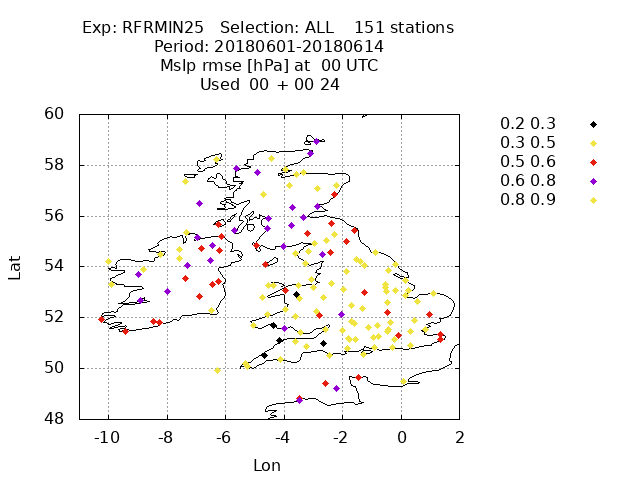 Exp: RFRMIN25 Selection: ALL 151 stations
Period: 20180601-20180614
Mslp rmse [hPa] at 00 UTC
Used 00 + 00 24
60
58
56
54
52
50
48
Lat
-10 -8 -6 -4 -2 0 2
Lon
0.2 0.3
0.3 0.5
0.5 0.6
0.6 0.8
0.8 0.9